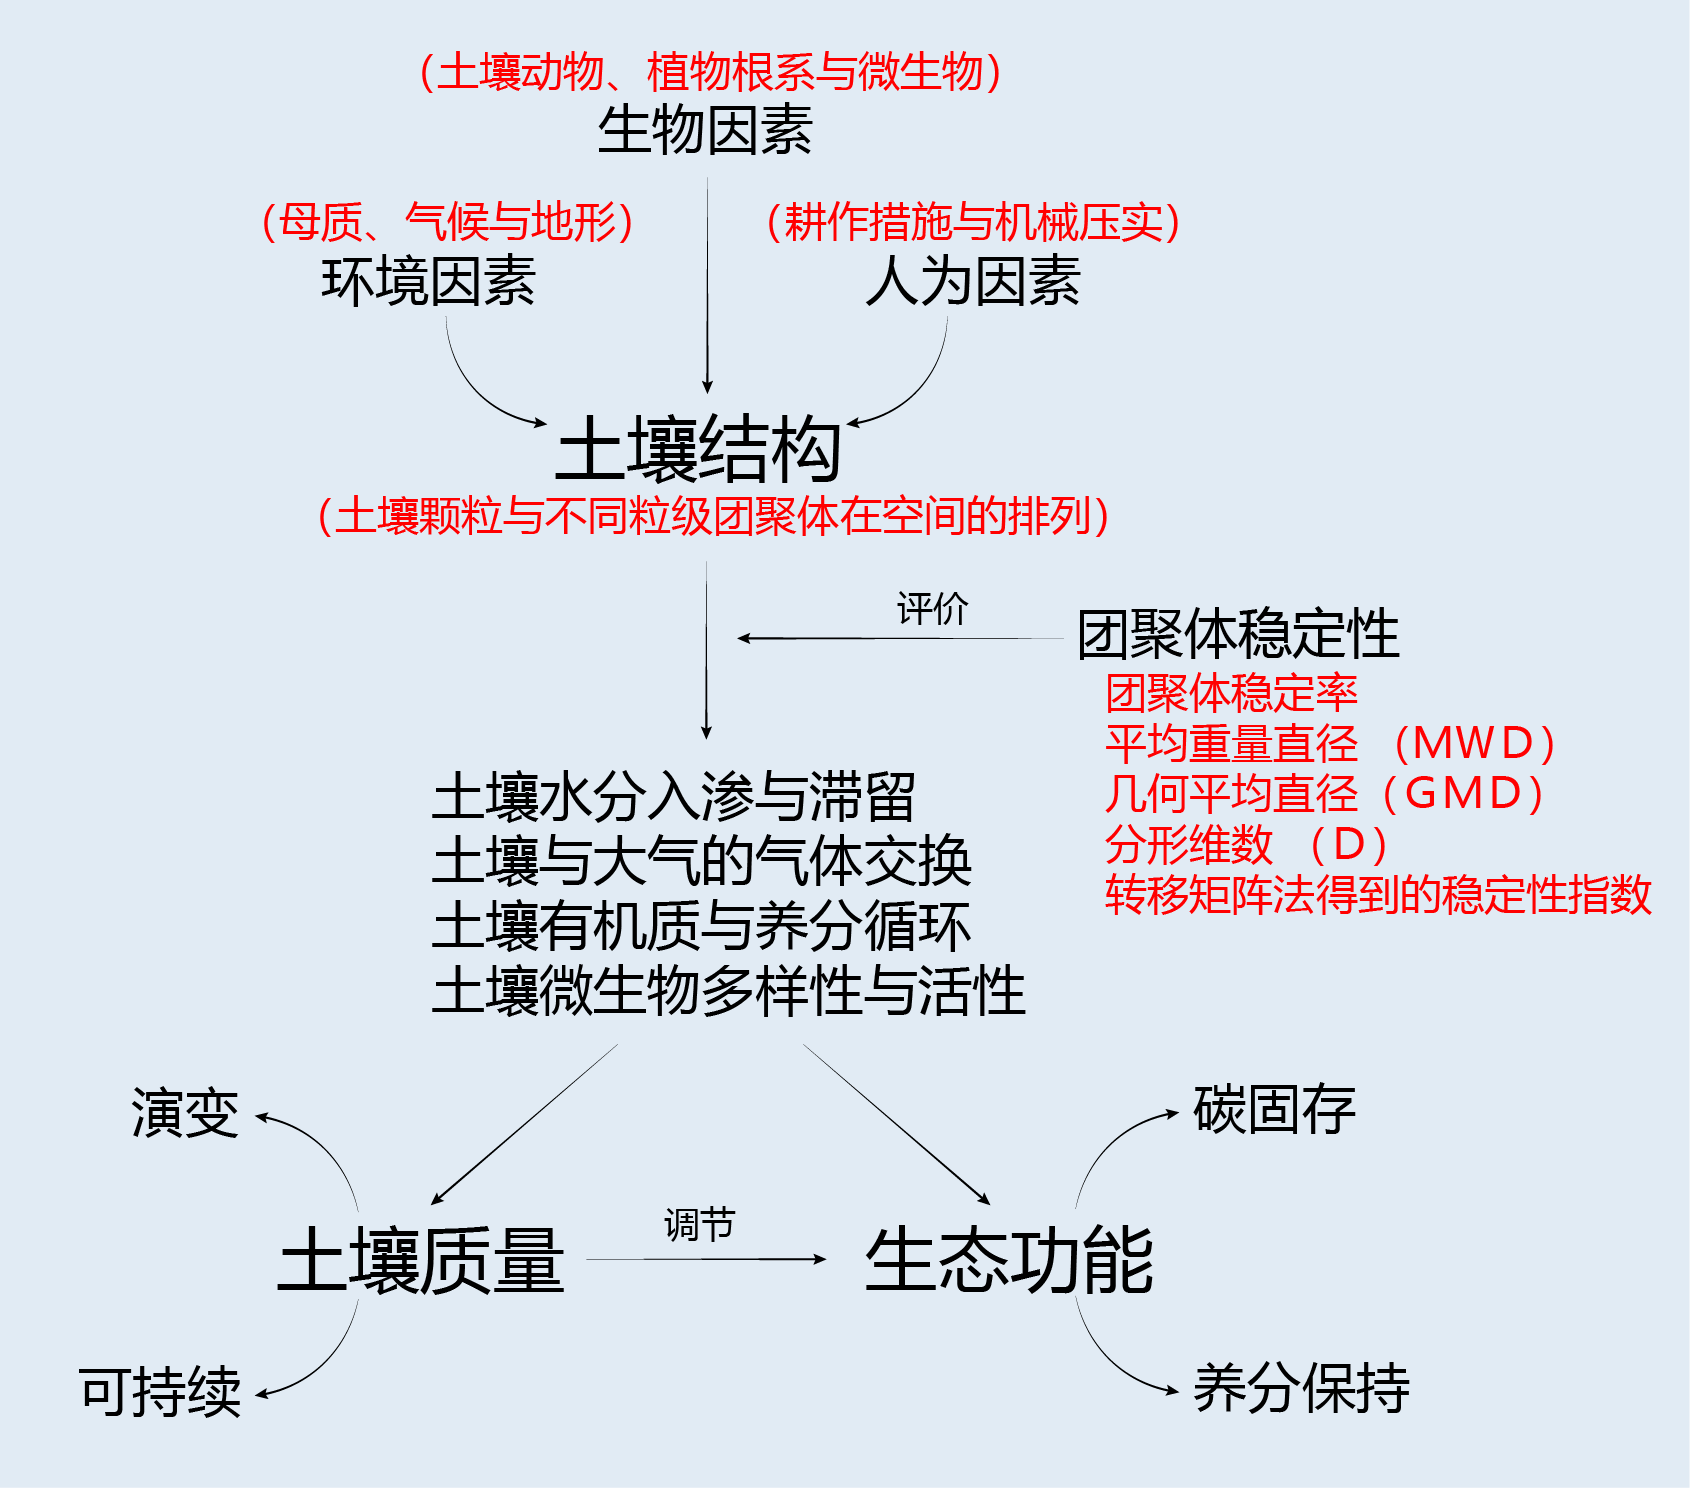 （土壤动物、植物根系与微生物）
生物因素
（母质、气候与地形）
环境因素
（耕作措施与机械压实）
人为因素
土壤结构
（土壤颗粒与不同粒级团聚体在空间的排列）
评价
团聚体稳定性
团聚体稳定率
平均重量直径 （MWD）
几何平均直径（GMD）
分形维数 （D）
转移矩阵法得到的稳定性指数
土壤水分入渗与滞留
土壤与大气的气体交换
土壤有机质与养分循环
土壤微生物多样性与活性
演变
碳固存
土壤质量
调节
生态功能
可持续
养分保持